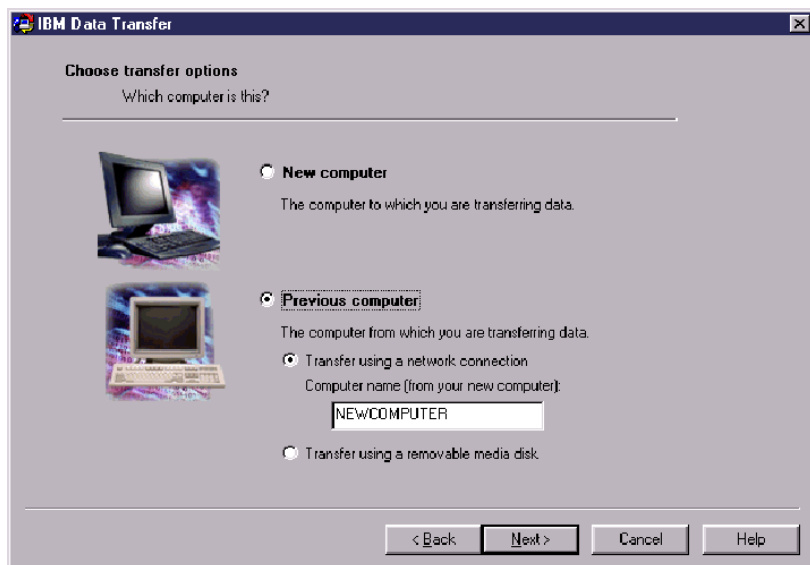 IBM Data Transfer
Choose transfer options
Which computer is this?
New computer
The computer to which you are transferring data.
Previous computer
The computer from which you are transferring data.
Transfer using a network connection
Computer name (from your new computer):
NEWCOMPUTER
Transfer using a removable media disk
< Back Next > Cancel Help